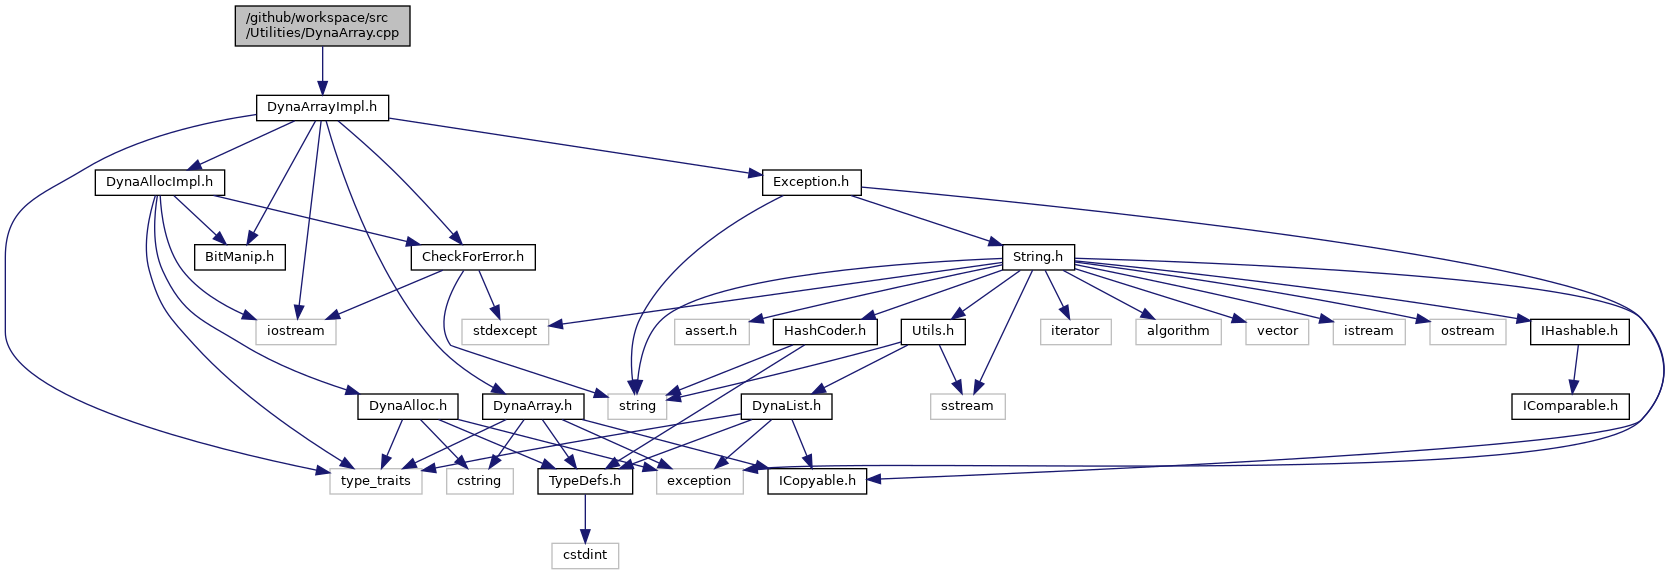 /github/workspace/src
/Utilities/DynaArray.cpp
DynaArrayImpl.h
DynaAllocImpl.h
Exception.h
BitManip.h
CheckForError.h
String.h
iostream
stdexcept
assert.h
HashCoder.h
Utils.h
iterator
algorithm
vector
istream
ostream
IHashable.h
DynaAlloc.h
DynaArray.h
string
DynaList.h
sstream
IComparable.h
type_traits
cstring
TypeDefs.h
exception
ICopyable.h
cstdint